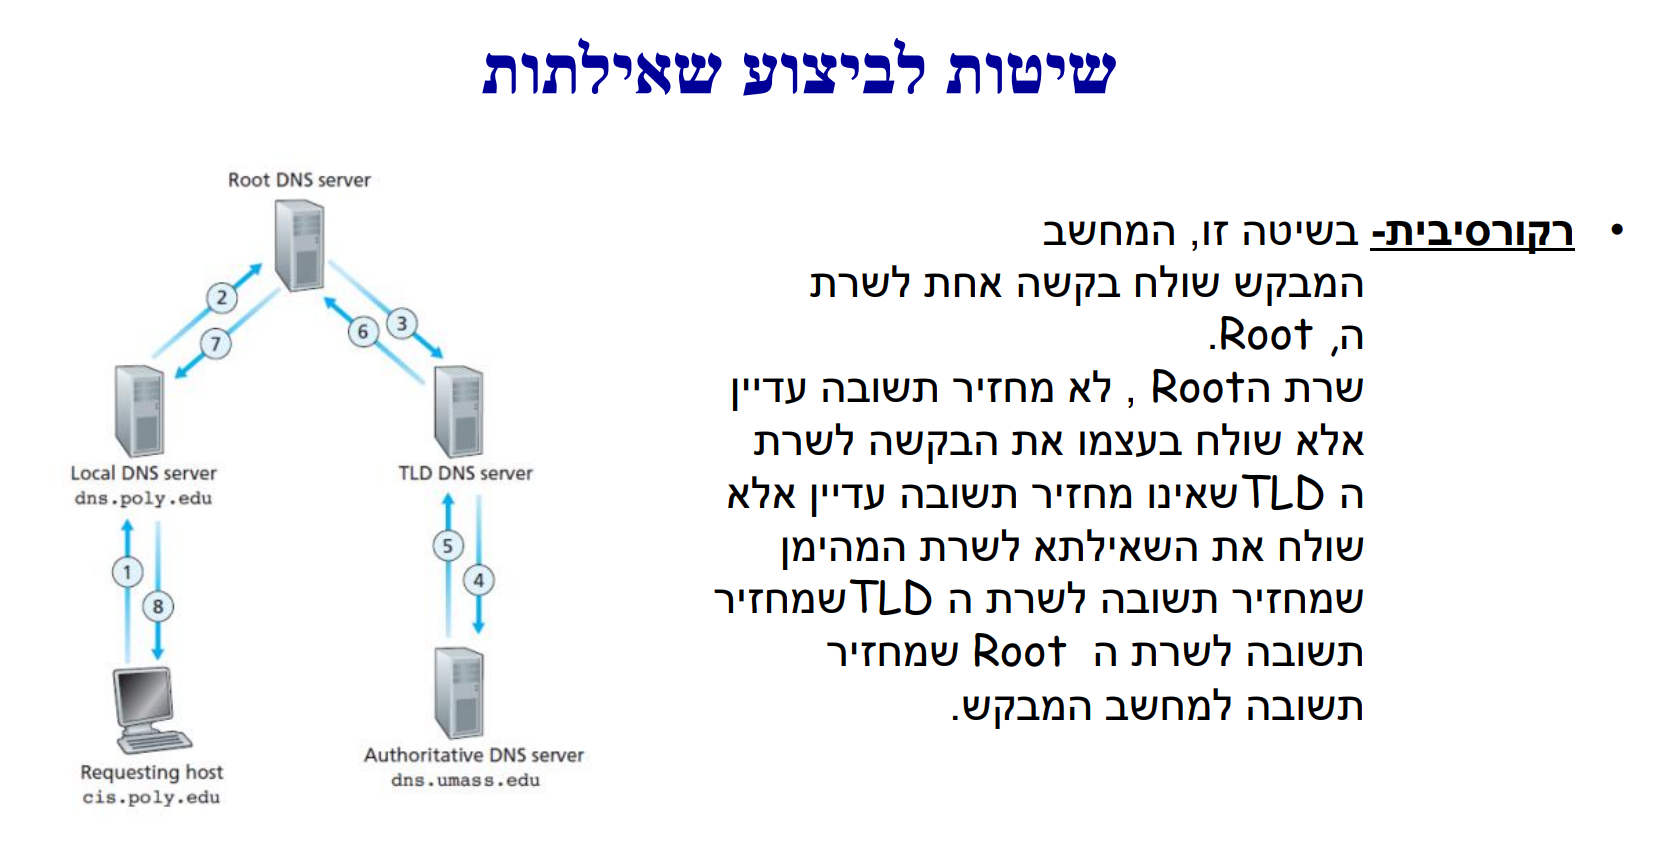 שיטות לביצוע שאילתות
• רקורסיבית- בשיטה זו, המחשב
המבקש שולח בקשה אחת לשרת
ה, Root.
שרת הRoot , לא מחזיר תשובה עדיין
אלא שולח בעצמו את הבקשה לשרת
ה TLDשאינו מחזיר תשובה עדיין אלא
שולח את השאילתא לשרת המהימן
שמחזיר תשובה לשרת ה TLDשמחזיר
תשובה לשרת ה Root שמחזיר
תשובה למחשב המבקש.
Root DNS server
2
7
6
3
Local DNS server
dns.poly.edu
TLD DNS server
1
8
5
4
Requesting host
cis.poly.edu
Authoritative DNS server
dns.umass.edu